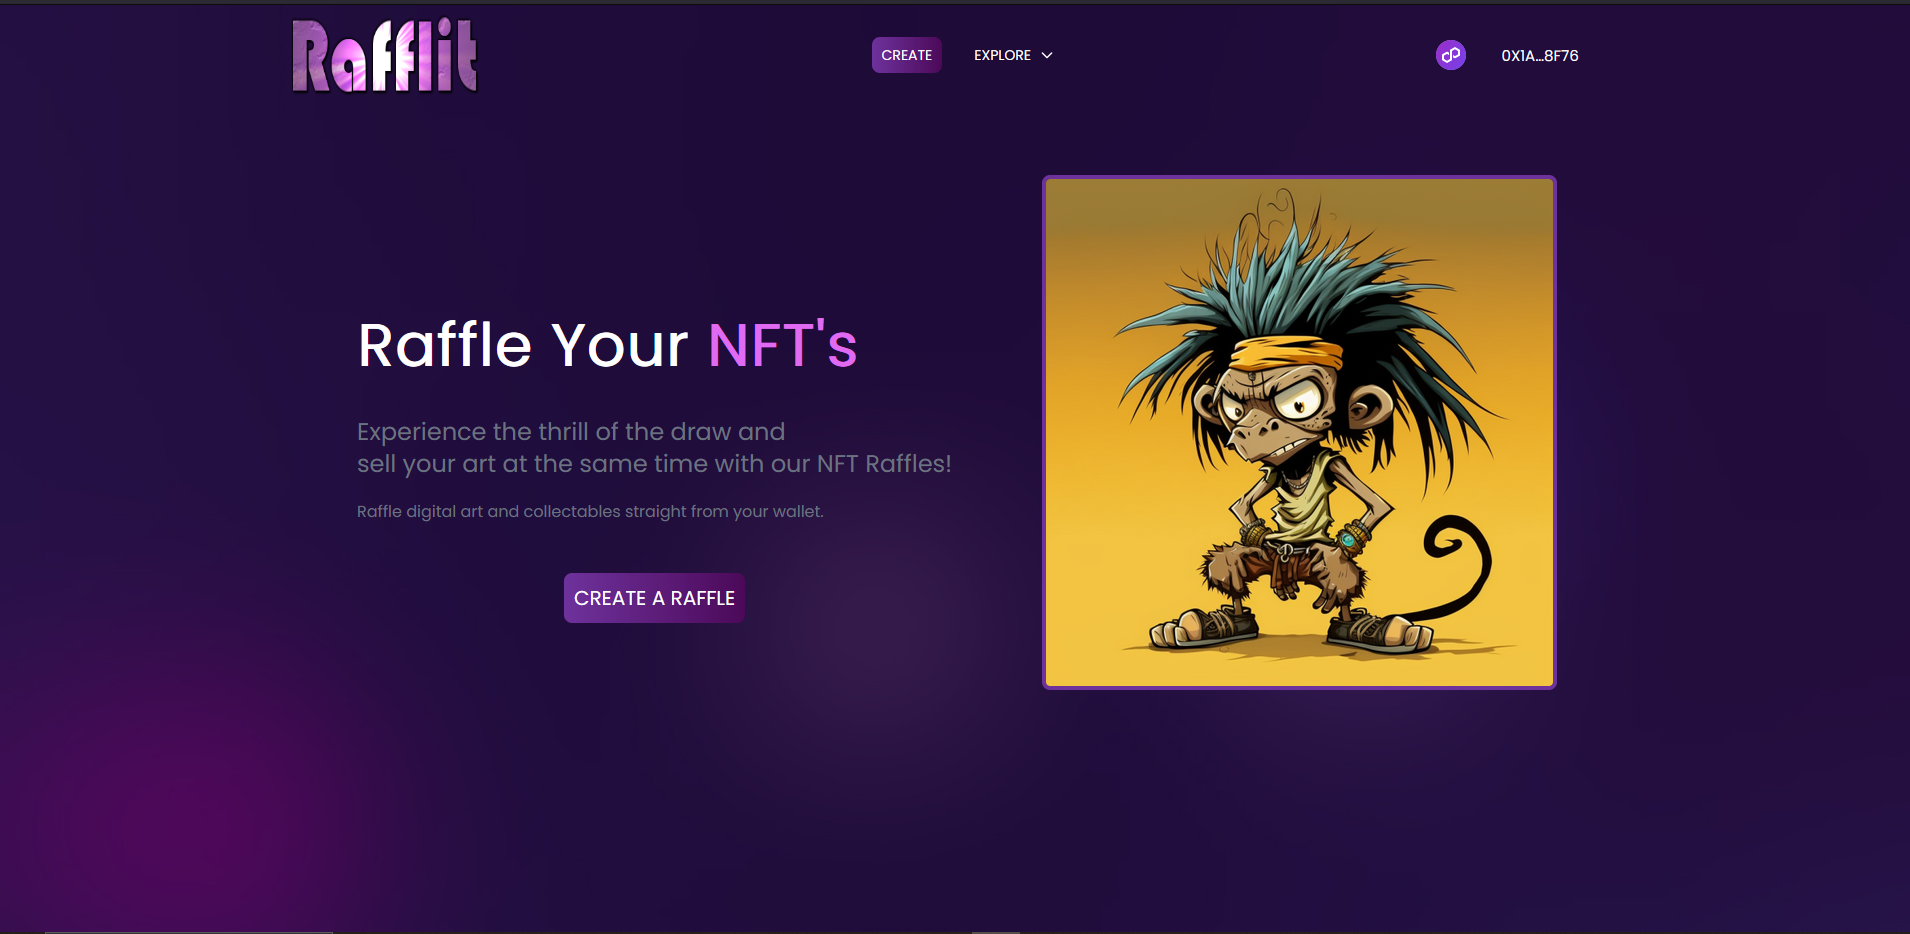 Rafflit
CREATE
EXPLORE
0X1A...8F76
Raffle Your NFT's
Experience the thrill of the draw and
sell your art at the same time with our NFT Raffles!
Raffle digital art and collectables straight from your wallet.
CREATE A RAFFLE